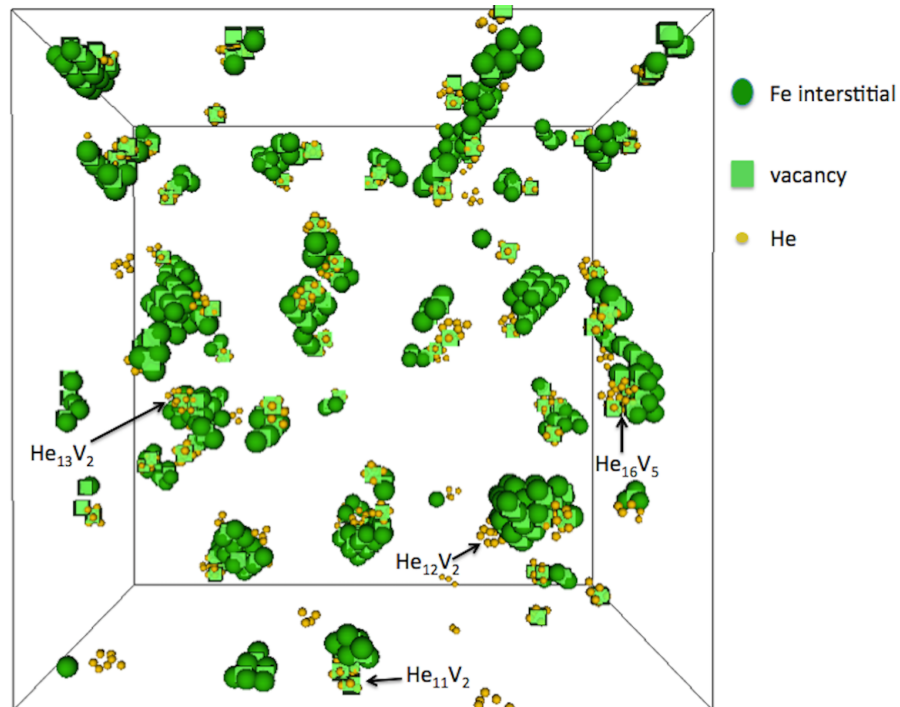 Fe interstitial
vacancy
He
He₁₃V₂
He₁₆V₅
He₁₂V₂
He₁₁V₂